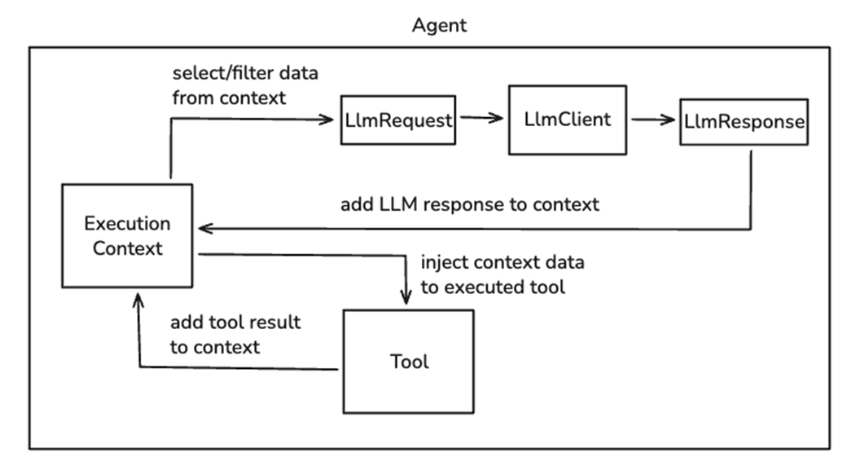 Agent
select/filter data
from context
LlmRequest
LlmClient
LlmResponse
add LLM response to context
Execution
Context
inject context data
to executed tool
add tool result
to context
Tool